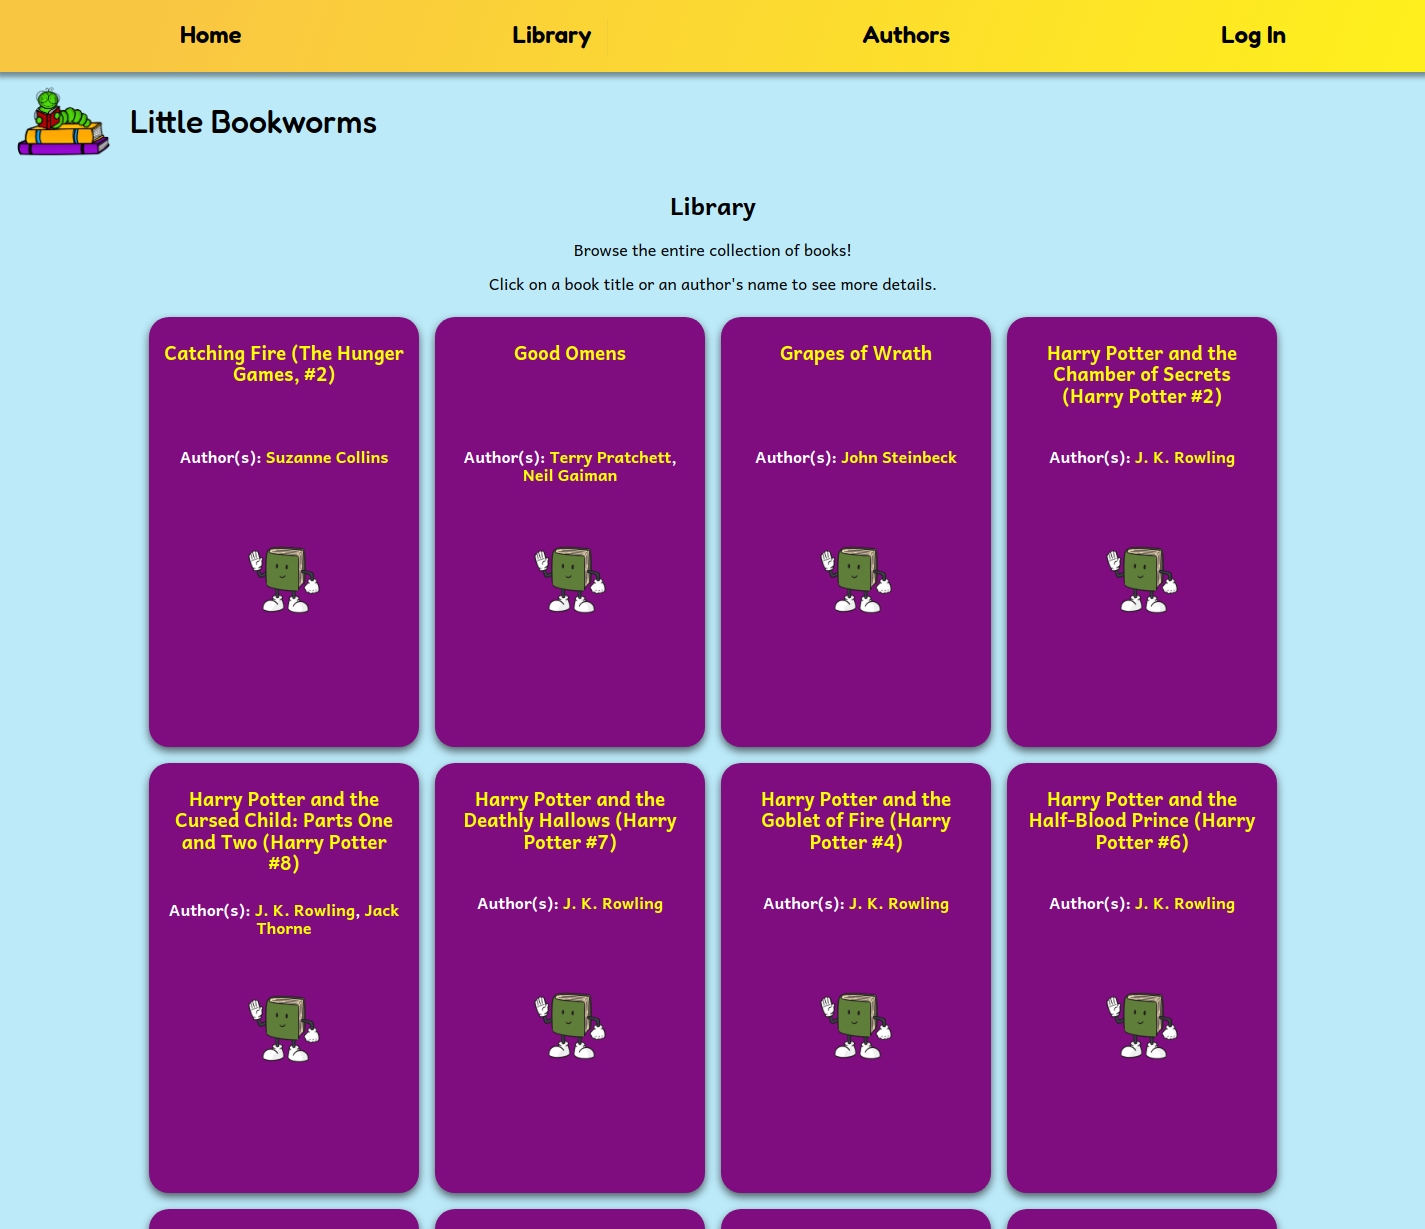 Home Library Authors Log In
Little Bookworms
Library
Browse the entire collection of books!
Click on a book title or an author's name to see more details.
Catching Fire (The Hunger
Games, #2)
Author(s): Suzanne Collins
Good Omens
Author(s): Terry Pratchett,
Neil Gaiman
Grapes of Wrath
Author(s): John Steinbeck
Harry Potter and the
Chamber of Secrets
(Harry Potter #2)
Author(s): J. K. Rowling
Harry Potter and the
Cursed Child: Parts One
and Two (Harry Potter
#8)
Author(s): J. K. Rowling, Jack
Thorne
Harry Potter and the
Deathly Hallows (Harry
Potter #7)
Author(s): J. K. Rowling
Harry Potter and the
Goblet of Fire (Harry
Potter #4)
Author(s): J. K. Rowling
Harry Potter and the
Half-Blood Prince (Harry
Potter #6)
Author(s): J. K. Rowling